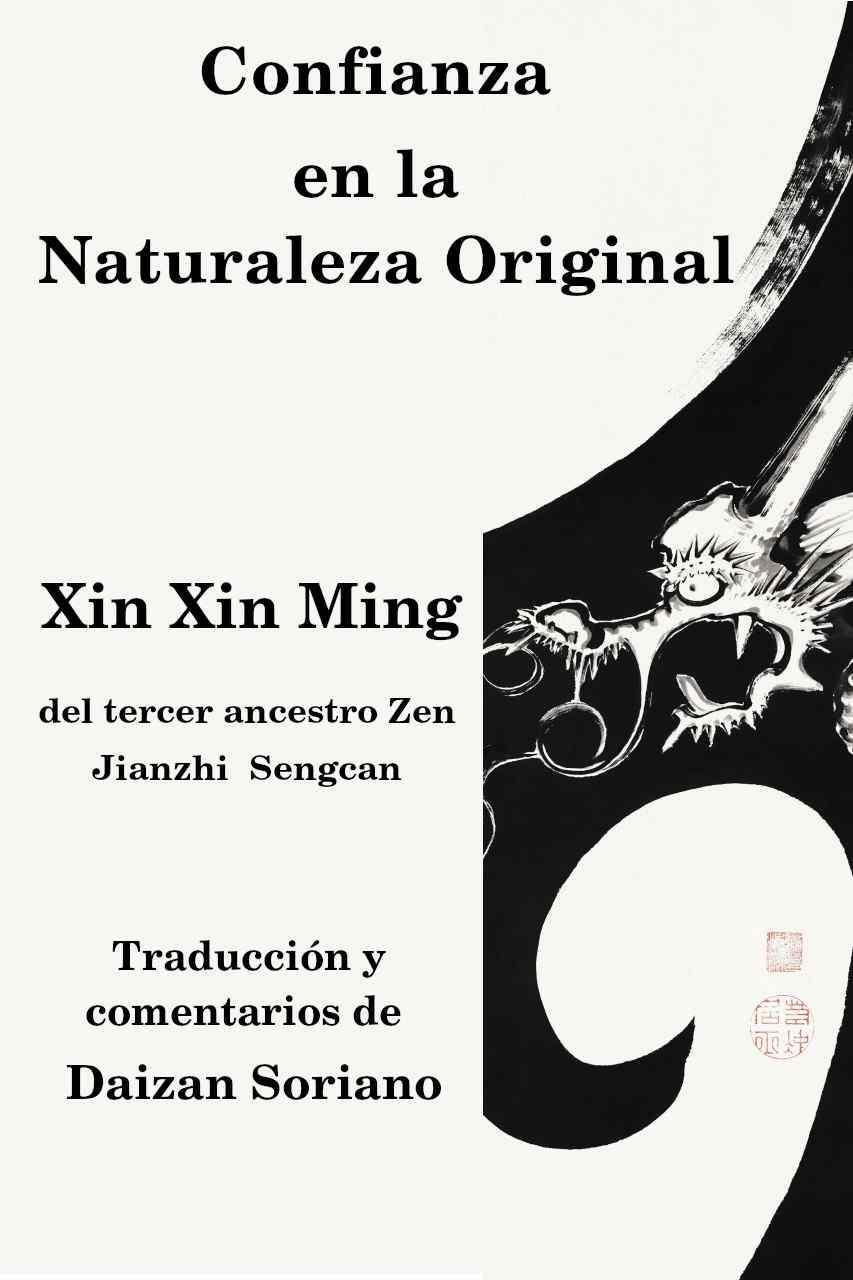 Confianza
en la
Naturaleza Original
Xin Xin Ming
del tercer ancestro Zen
Jianzhi Sengcan
Traducción y
comentarios de
Daizan Soriano